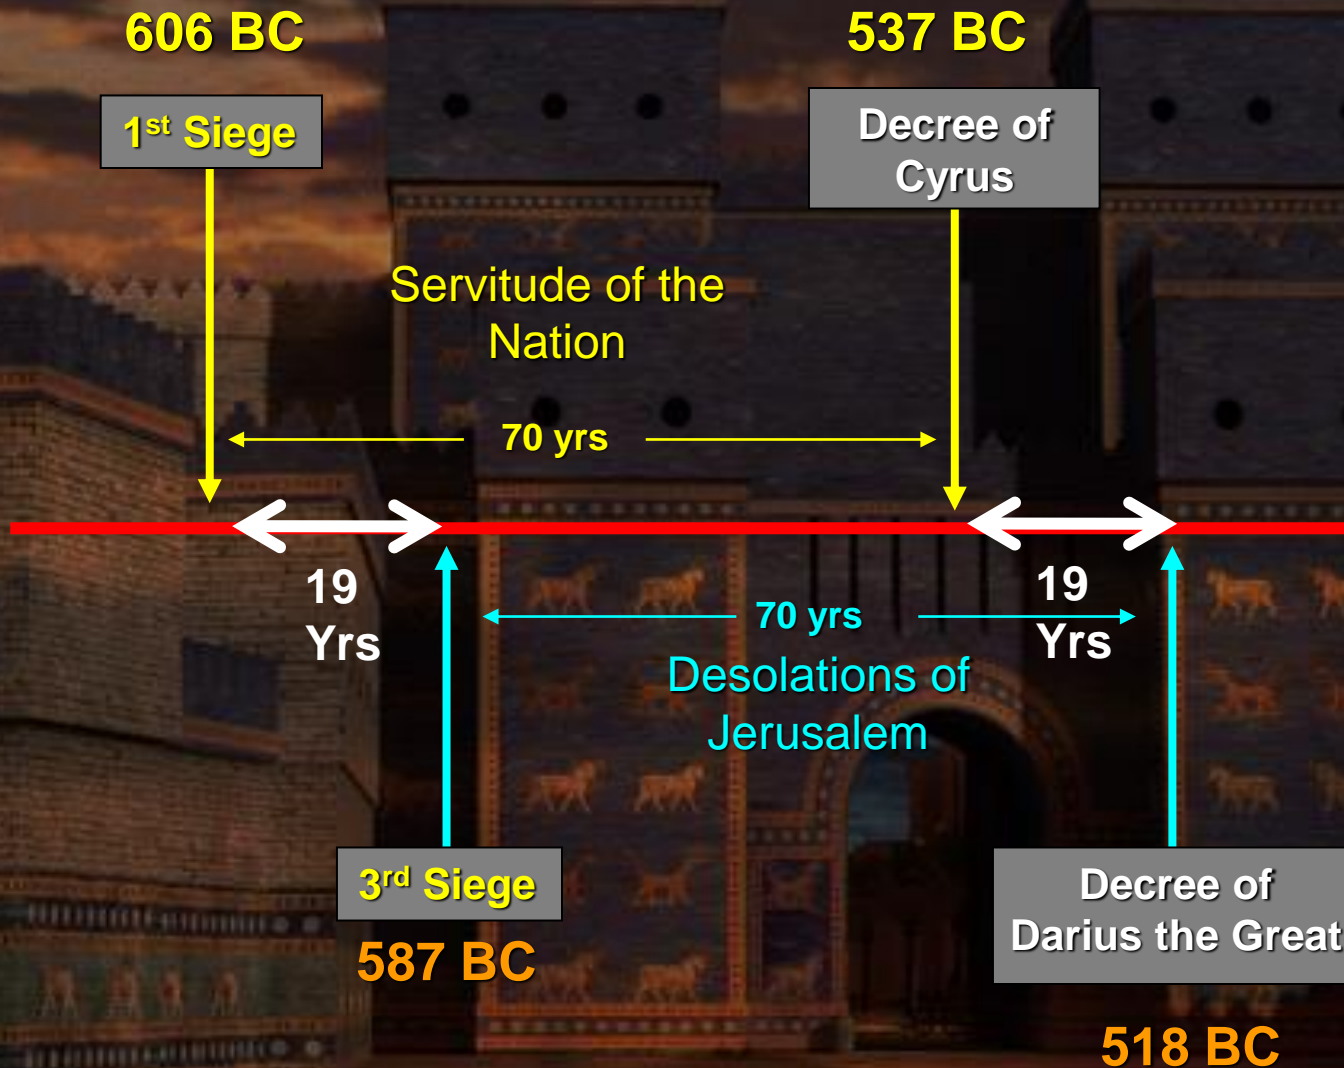 606 BC
537 BC
1st Siege
Decree of
Cyrus
Servitude of the
Nation
70 yrs
19
Yrs
19
Yrs
70 yrs
Desolations of
Jerusalem
3rd Siege
587 BC
Decree of
Darius the Great
518 BC